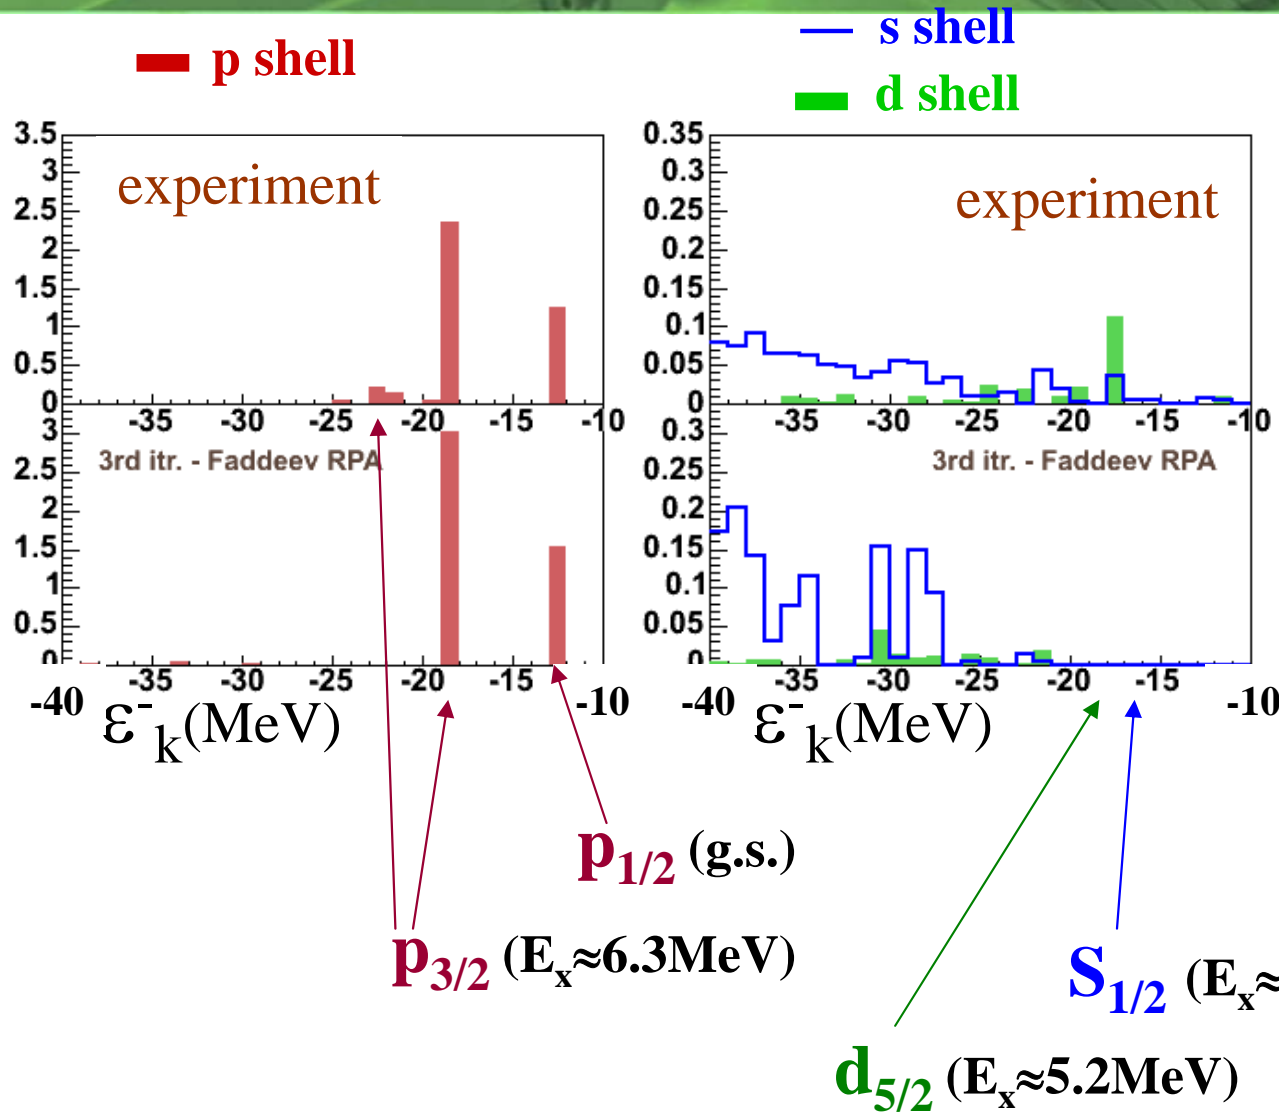 p shell
s shell
d shell
3.5
3
2.5
2
1.5
1
0.5
0
experiment
-35 -30 -25 -20 -15 -10
3
2.5
2
1.5
1
0.5
0
3rd itr. - Faddeev RPA
-35 -30 -25 -20 -15
-40 -10
ε-k(MeV)
0.35
0.3
0.25
0.2
0.15
0.1
0.05
0
experiment
-35 -30 -25 -20 -15 -10
0.3
0.25
0.2
0.15
0.1
0.05
0
3rd itr. - Faddeev RPA
-35 -30 -25 -20 -15
-40 -10
ε-k(MeV)
p1/2 (g.s.)
p3/2 (Ex≈6.3MeV)
S1/2 (Ex≈
d5/2 (Ex≈5.2MeV)